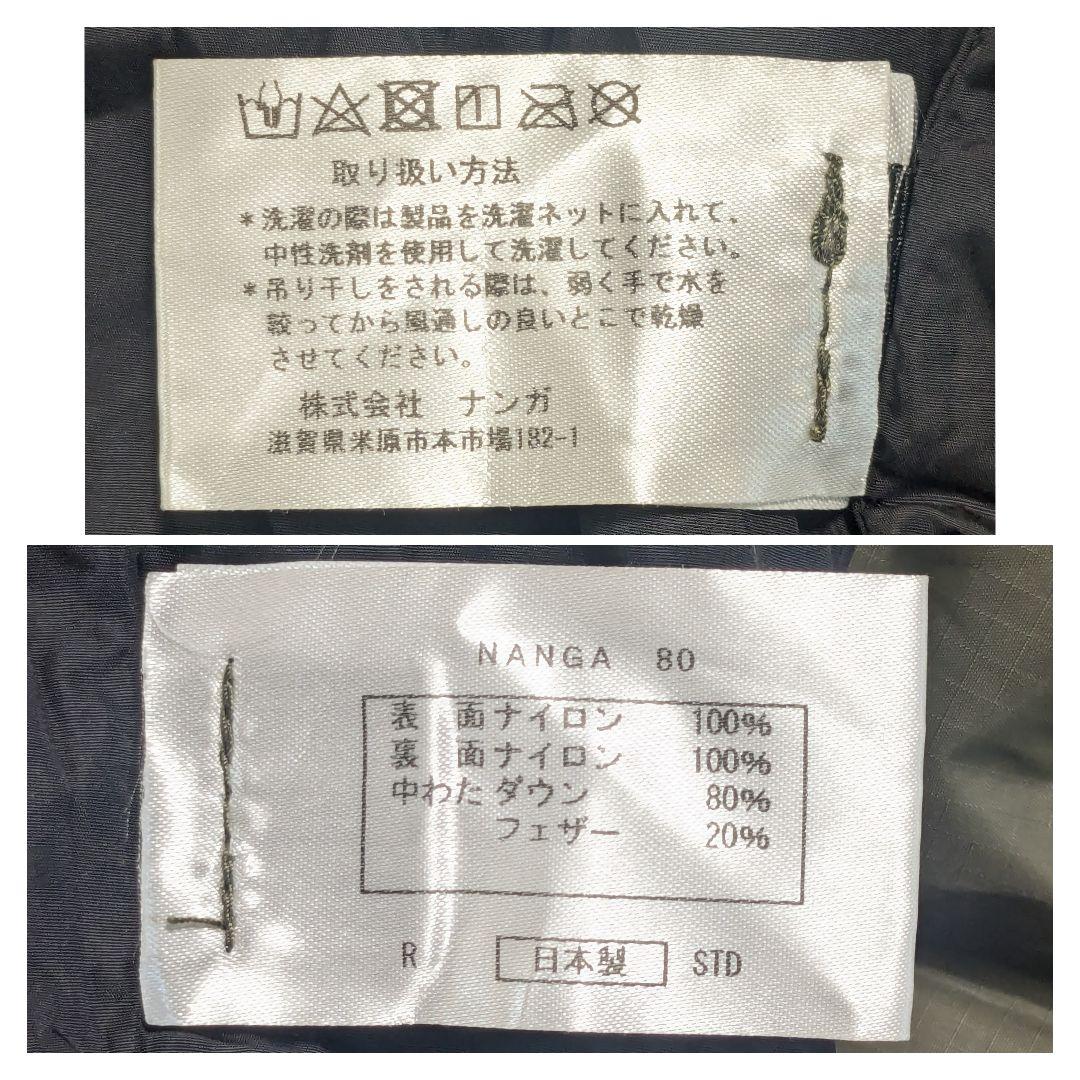 取り扱い方法
*洗濯の際は製品を洗濯ネットに入れて、
中性洗剤を使用して洗濯してください。
*吊り干しをされる際は、弱く手で水を
絞ってから風通しの良いとこで乾燥
させてください。
株式会社 ナンガ
滋賀県米原市本市場182-1
NANGA 80
表 面ナイロン 100%
裏 面ナイロン 100%
中わたダウン 80%
フェザー 20%
R 日本製 STD